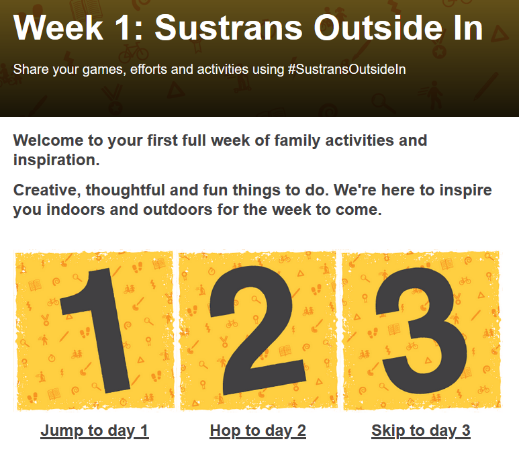 Week 1: Sustrans Outside In
Share your games, efforts and activities using #SustransOutsideIn
Welcome to your first full week of family activities and
inspiration.
Creative, thoughtful and fun things to do. We're here to inspire
you indoors and outdoors for the week to come.
1 2 3
Jump to day 1 Hop to day 2 Skip to day 3